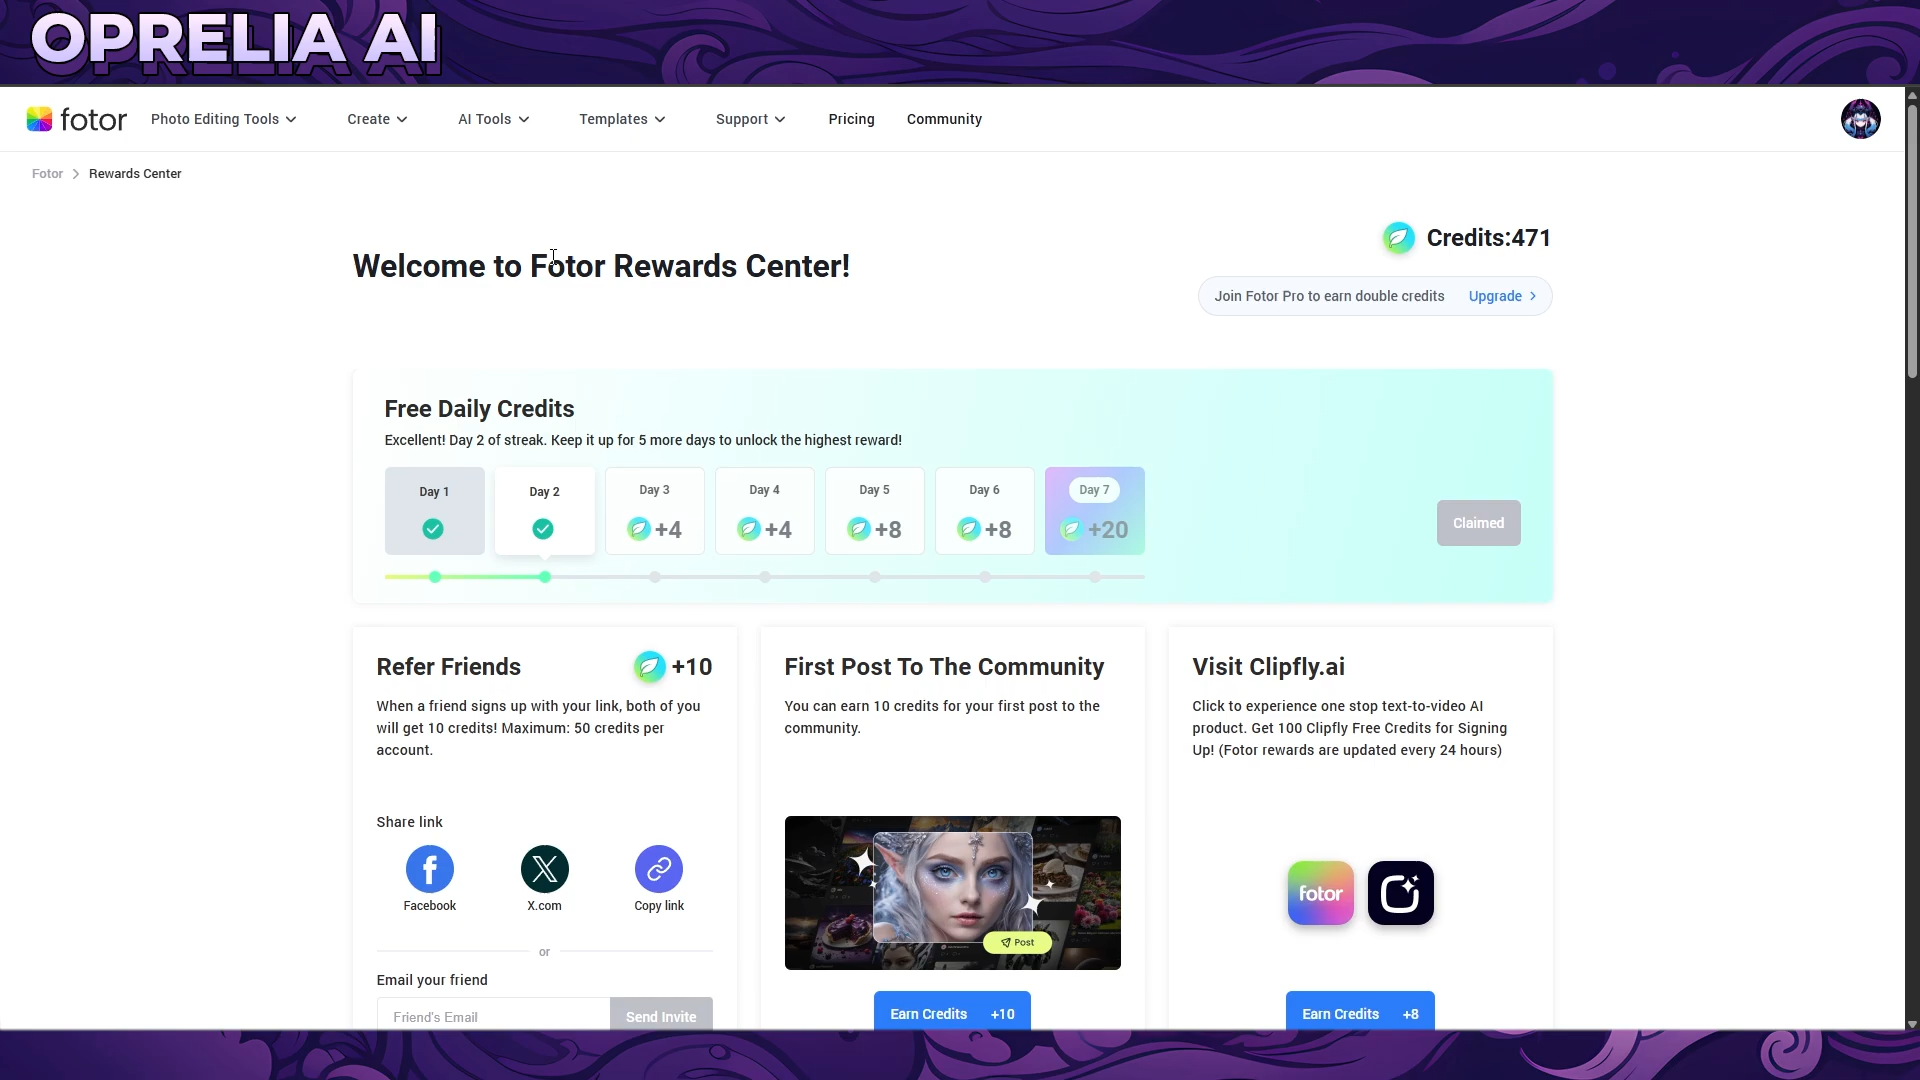 OPRELIA AI
fotor
Photo Editing Tools
Create
AI Tools
Templates
Support
Pricing
Community
Fotor
Rewards Center
Welcome to Fotor Rewards Center!
Credits:471
Join Fotor Pro to earn double credits
Upgrade
Free Daily Credits
Excellent! Day 2 of streak. Keep it up for 5 more days to unlock the highest reward!
Day 1
Day 2
Day 3
Day 4
Day 5
Day 6
Day 7
+4
+4
+8
+8
+20
Claimed
Refer Friends
+10
When a friend signs up with your link, both of you
will get 10 credits! Maximum: 50 credits per
account.
Share link
Facebook
X.com
Copy link
or
Email your friend
Friend's Email
Send Invite
First Post To The Community
You can earn 10 credits for your first post to the
community.
Post
Earn Credits +10
Visit Clipfly.ai
Click to experience one stop text-to-video AI
product. Get 100 Clipfly Free Credits for Signing
Up! (Fotor rewards are updated every 24 hours)
fotor
Earn Credits +8